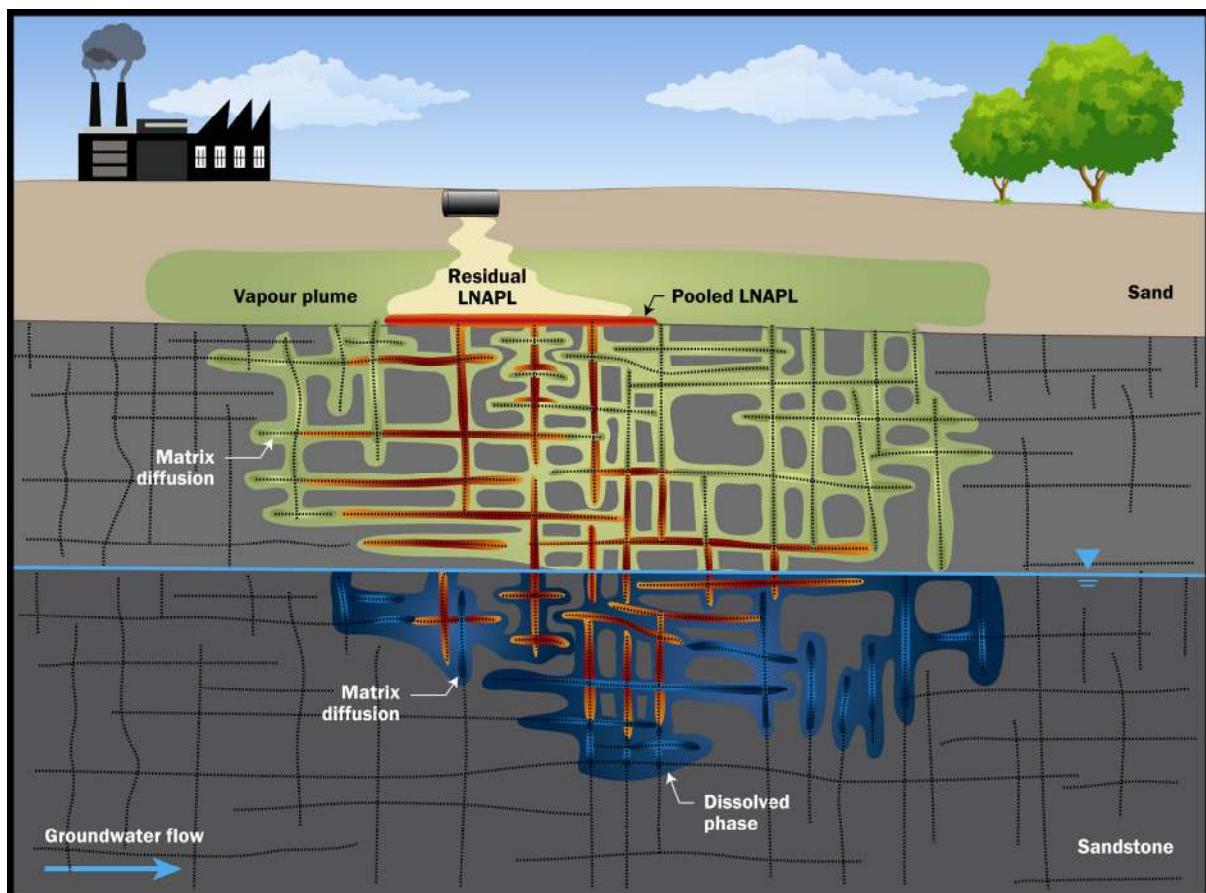 Residual
LNAPL
Vapour plume
Pooled LNAPL
Sand
Matrix
diffusion
Matrix
diffusion
Dissolved
phase
Groundwater flow
Sandstone